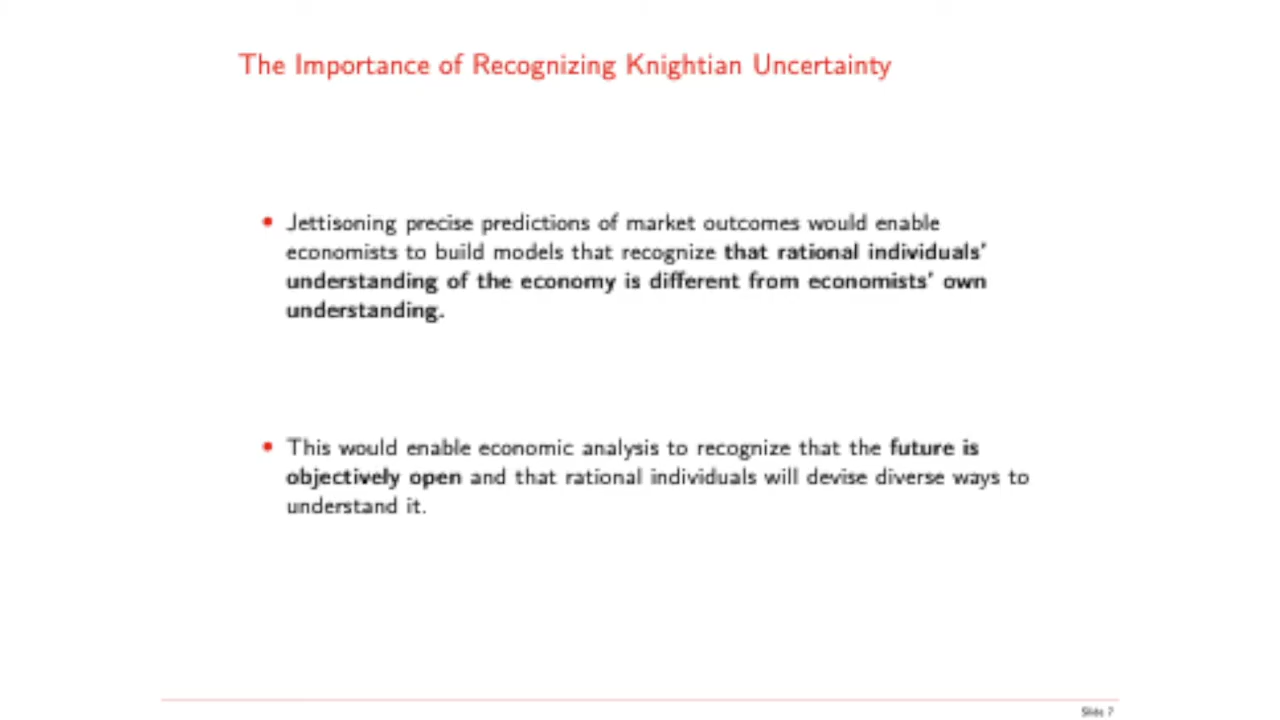 The Importance of Recognizing Knightian Uncertainty
• Jettisoning precise predictions of market outcomes would enable
economists to build models that recognize that rational individuals'
understanding of the economy is different from economists' own
understanding.
• This would enable economic analysis to recognize that the future is
objectively open and that rational individuals will devise diverse ways to
understand it.
Slide 7